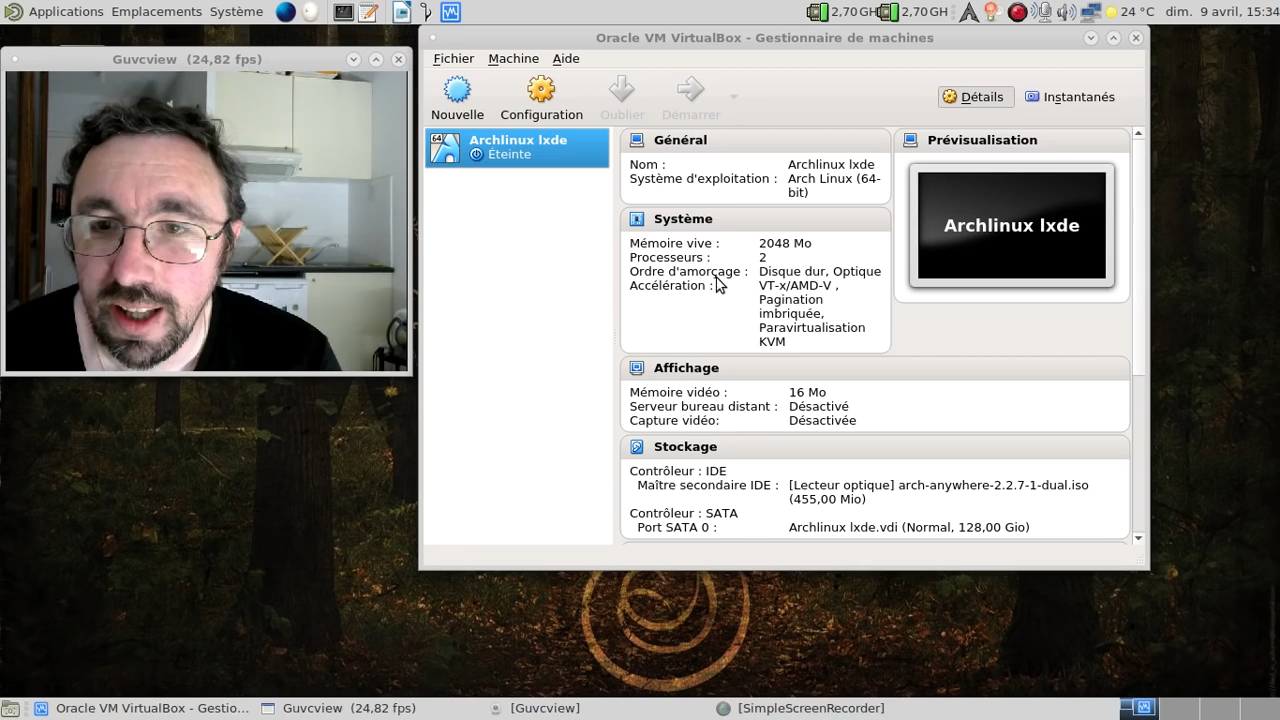 Applications Emplacements Système 2,70 GH 2,70 GH 24 °C dim. 9 avril, 15:34
Guvcview (24,82 fps)
Oracle VM VirtualBox - Gestionnaire de machines
Fichier Machine Aide
Nouvelle Configuration Oublier Démarrer Détails Instantanés
64 Archlinux lxde
Éteinte
Général
Nom : Archlinux lxde
Système d'exploitation : Arch Linux (64-
bit)
Prévisualisation
Archlinux lxde
Système
Mémoire vive : 2048 Mo
Processeurs : 2
Ordre d'amorçage : Disque dur, Optique
Accélération : VT-x/AMD-V ,
Pagination
imbriquée,
Paravirtualisation
KVM
Affichage
Mémoire vidéo : 16 Mo
Serveur bureau distant : Désactivé
Capture vidéo: Désactivée
Stockage
Contrôleur : IDE
Maître secondaire IDE : [Lecteur optique] arch-anywhere-2.2.7-1-dual.iso
(455,00 Mio)
Contrôleur : SATA
Port SATA 0 : Archlinux lxde.vdi (Normal, 128,00 Gio)
Oracle VM VirtualBox - Gestio... Guvcview (24,82 fps) [Guvcview] [SimpleScreenRecorder]